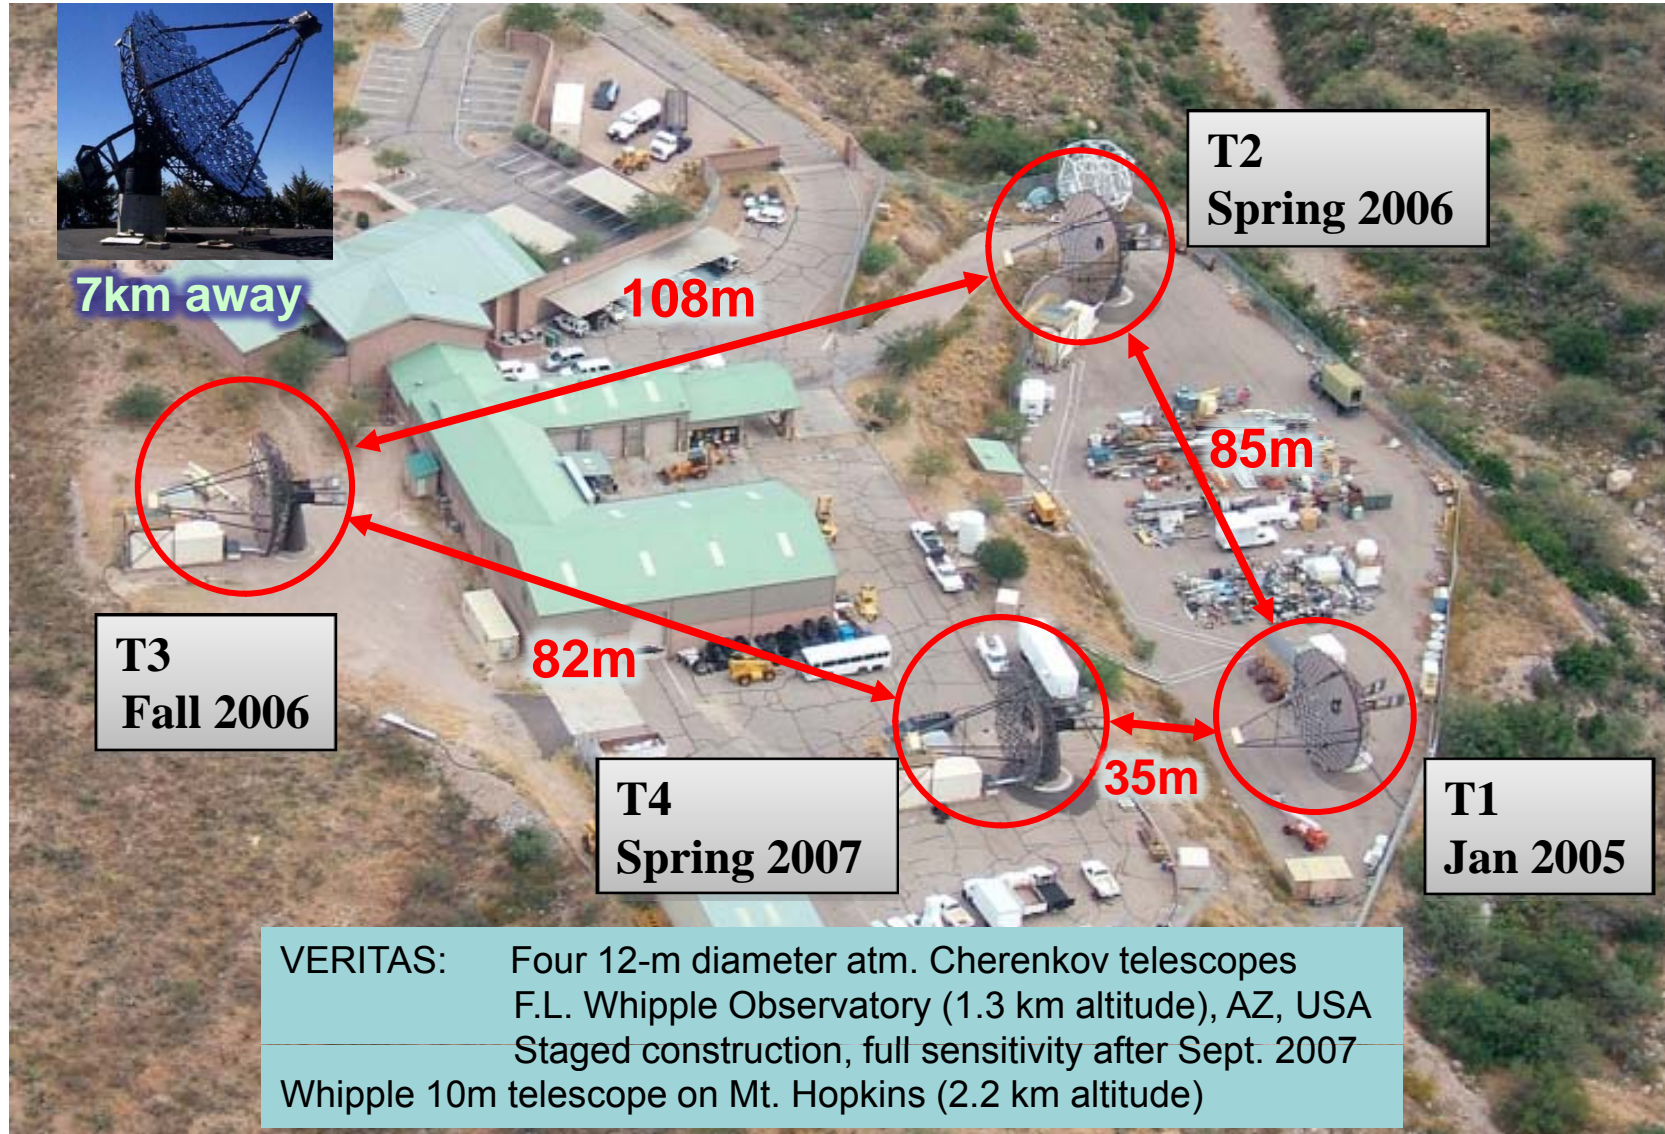 7km away
108m
T2
Spring 2006
85m
T3
Fall 2006
82m
T4
Spring 2007
35m
T1
Jan 2005
VERITAS: Four 12-m diameter atm. Cherenkov telescopes
F.L. Whipple Observatory (1.3 km altitude), AZ, USA
Staged construction, full sensitivity after Sept. 2007
Whipple 10m telescope on Mt. Hopkins (2.2 km altitude)